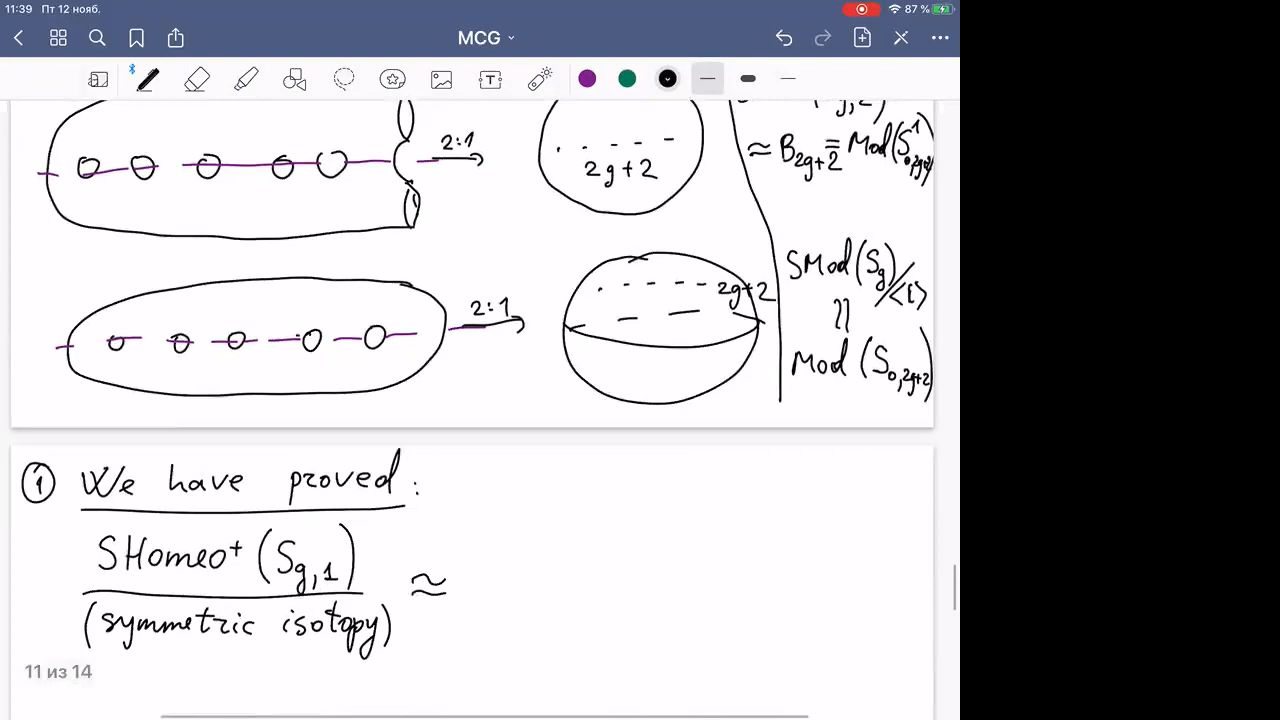 11:39 Пт 12 нояб. 87 %
MCG
2:1
2g+2
≈ B2g+2 = Mod(S¹0,2g+2)
2:1
2g+2
SMod(Sg)/<ι>
Mod(S0,2g+2)
① We have proved:
SHomeo⁺(Sg,1)
(symmetric isotopy)
≈
11 из 14